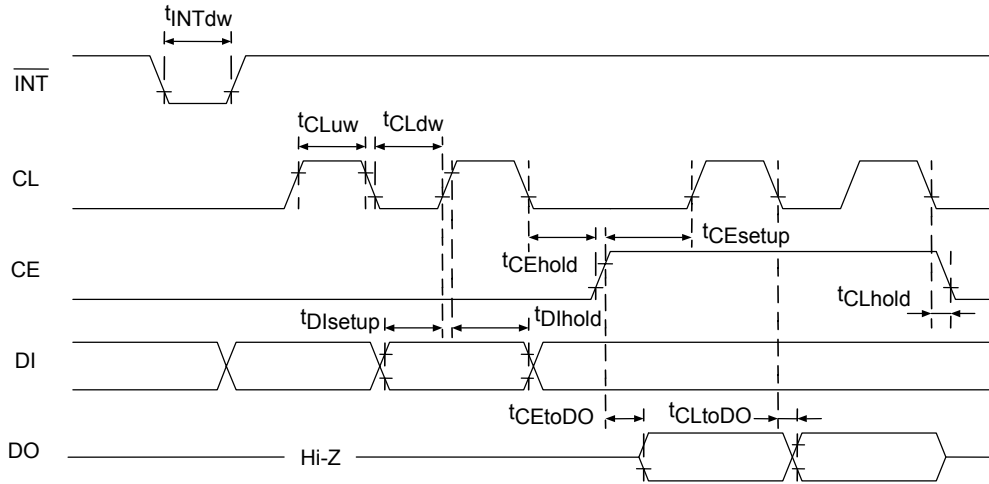 tINTdw
INT
tCLuw tCLdw
CL
tCEhold tCEsetup
CE
tCLhold
tDIsetup tDIhold
DI
tCEtoDO tCLtoDO
DO Hi-Z